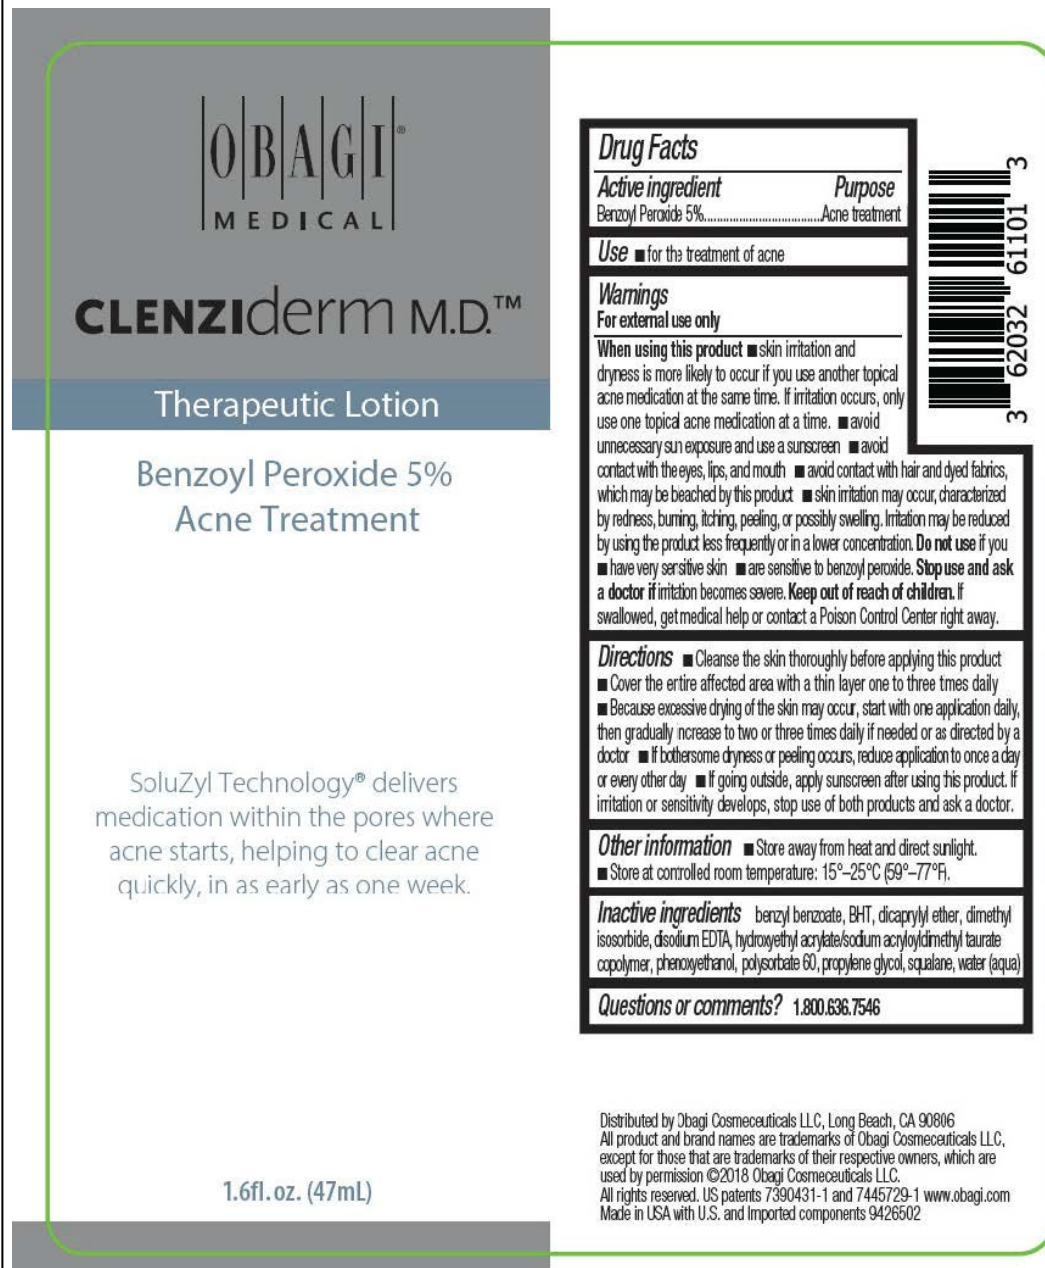 OBAGI®
MEDICAL
CLENZIderm M.D.™
Therapeutic Lotion
Benzoyl Peroxide 5%
Acne Treatment
SoluZyl Technology® delivers
medication within the pores where
acne starts, helping to clear acne
quickly, in as early as one week.
1.6fl. oz. (47mL)
Drug Facts
Active ingredient Purpose
Benzoyl Peroxide 5%....................................Acne treatment
Use ■ for the treatment of acne
Warnings
For external use only
When using this product ■ skin irritation and
dryness is more likely to occur if you use another topical
acne medication at the same time. If irritation occurs, only
use one topical acne medication at a time. ■ avoid
unnecessary sun exposure and use a sunscreen ■ avoid
contact with the eyes, lips, and mouth ■ avoid contact with hair and dyed fabrics,
which may be beached by this product ■ skin irritation may occur, characterized
by redness, burning, itching, peeling, or possibly swelling. Irritation may be reduced
by using the product less frequently or in a lower concentration. Do not use if you
■ have very sensitive skin ■ are sensitive to benzoyl peroxide. Stop use and ask
a doctor if irritation becomes severe. Keep out of reach of children. If
swallowed, get medical help or contact a Poison Control Center right away.
Directions ■ Cleanse the skin thoroughly before applying this product
■ Cover the entire affected area with a thin layer one to three times daily
■ Because excessive drying of the skin may occur, start with one application daily,
then gradually increase to two or three times daily if needed or as directed by a
doctor ■ If bothersome dryness or peeling occurs, reduce application to once a day
or every other day ■ If going outside, apply sunscreen after using this product. If
irritation or sensitivity develops, stop use of both products and ask a doctor.
Other information ■ Store away from heat and direct sunlight.
■ Store at controlled room temperature: 15°–25°C (59°–77°F).
Inactive ingredients benzyl benzoate, BHT, dicaprylyl ether, dimethyl
isosorbide, disodium EDTA, hydroxyethyl acrylate/sodium acryloyldimethyl taurate
copolymer, phenoxyethanol, polysorbate 60, propylene glycol, squalane, water (aqua)
Questions or comments? 1.800.636.7546
3 62032 61101 3
Distributed by Obagi Cosmeceuticals LLC, Long Beach, CA 90806
All product and brand names are trademarks of Obagi Cosmeceuticals LLC,
except for those that are trademarks of their respective owners, which are
used by permission ©2018 Obagi Cosmeceuticals LLC.
All rights reserved. US patents 7390431-1 and 7445729-1 www.obagi.com
Made in USA with U.S. and Imported components 9426502